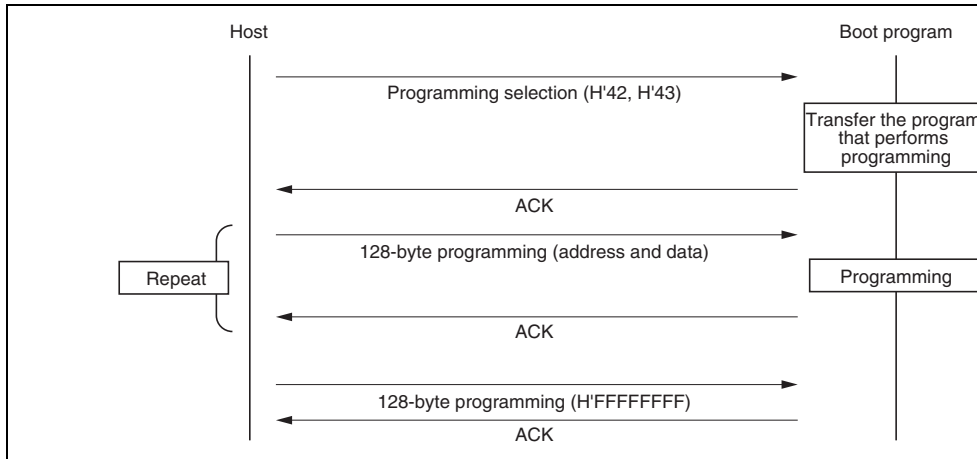 Host
Boot program
Programming selection (H'42, H'43)
Transfer the program
that performs
programming
ACK
128-byte programming (address and data)
Repeat
Programming
ACK
128-byte programming (H'FFFFFFFF)
ACK